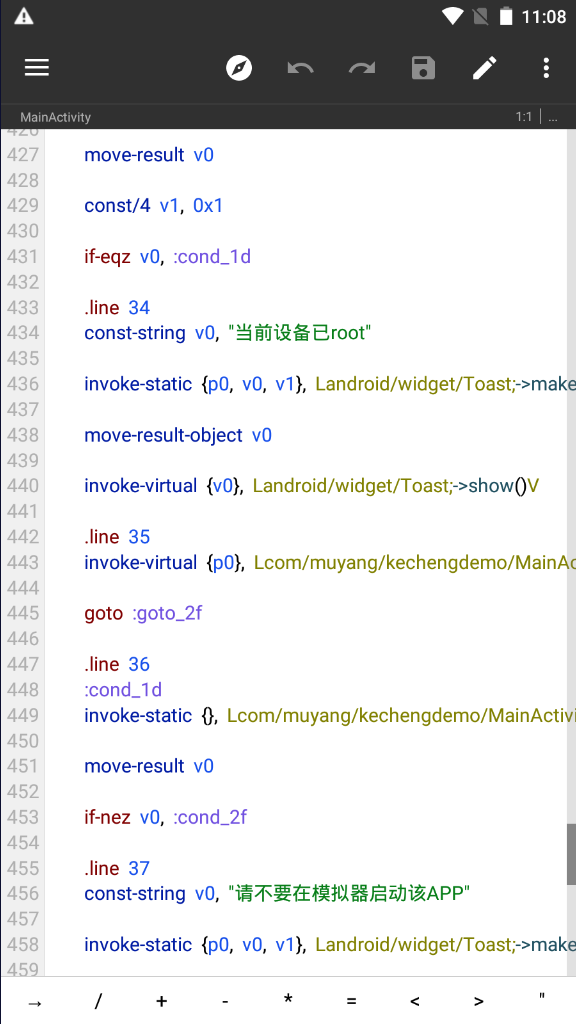 11:08
MainActivity 1:1 ...
426
427 move-result v0
428
429 const/4 v1, 0x1
430
431 if-eqz v0, :cond_1d
432
433 .line 34
434 const-string v0, "当前设备已root"
435
436 invoke-static {p0, v0, v1}, Landroid/widget/Toast;->make
437
438 move-result-object v0
439
440 invoke-virtual {v0}, Landroid/widget/Toast;->show()V
441
442 .line 35
443 invoke-virtual {p0}, Lcom/muyang/kechengdemo/MainAc
444
445 goto :goto_2f
446
447 .line 36
448 :cond_1d
449 invoke-static {}, Lcom/muyang/kechengdemo/MainActivi
450
451 move-result v0
452
453 if-nez v0, :cond_2f
454
455 .line 37
456 const-string v0, "请不要在模拟器启动该APP"
457
458 invoke-static {p0, v0, v1}, Landroid/widget/Toast;->make
459
→ / + - * = < > "